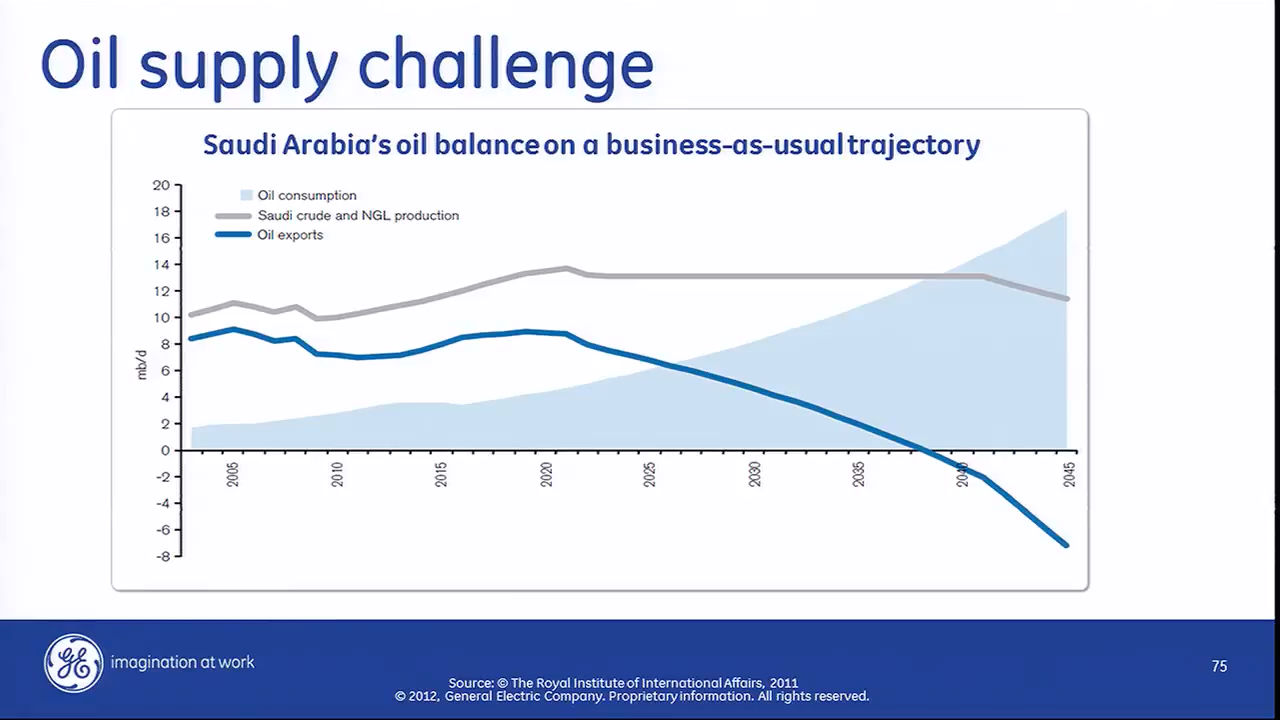 Oil supply challenge
Saudi Arabia's oil balance on a business-as-usual trajectory
20
18
16
14
12
10
8
6
4
2
0
-2
-4
-6
-8
mb/d
Oil consumption
Saudi crude and NGL production
Oil exports
2005 2010 2015 2020 2025 2030 2035 2040 2045
GE
imagination at work
Source: © The Royal Institute of International Affairs, 2011
© 2012, General Electric Company. Proprietary information. All rights reserved.
75